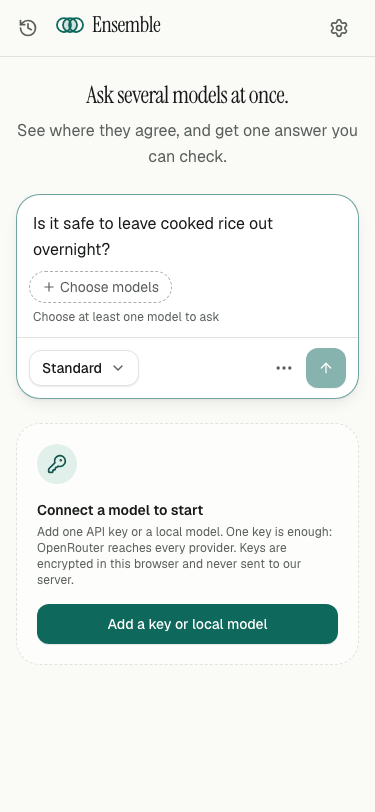 Ensemble
Ask several models at once.
See where they agree, and get one answer you
can check.
Is it safe to leave cooked rice out
overnight?
+ Choose models
Choose at least one model to ask
Standard
Connect a model to start
Add one API key or a local model. One key is enough:
OpenRouter reaches every provider. Keys are
encrypted in this browser and never sent to our
server.
Add a key or local model